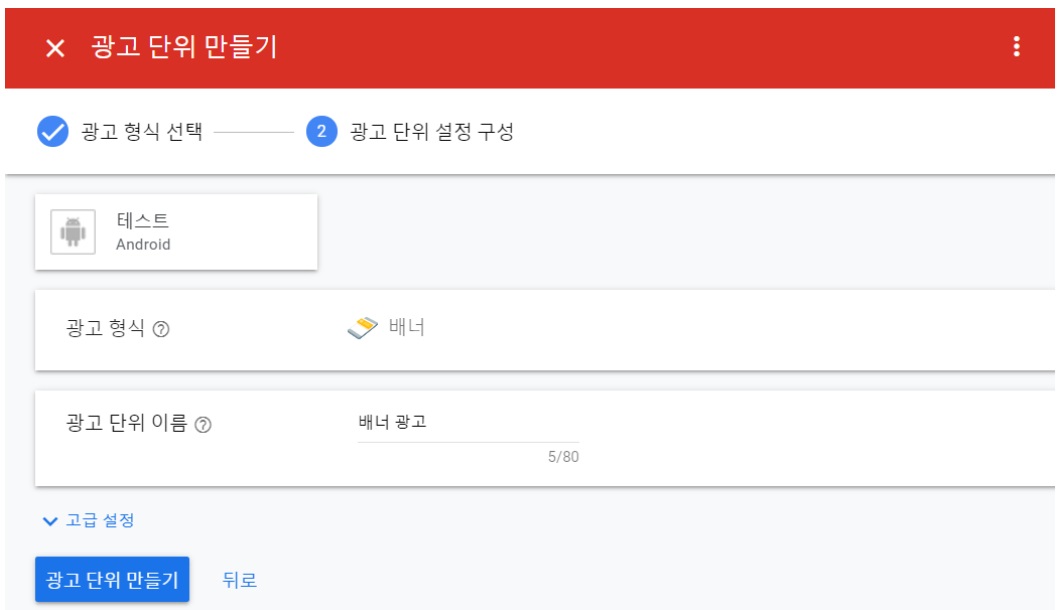 광고 단위 만들기
광고 형식 선택 2 광고 단위 설정 구성
테스트
Android
광고 형식 ?
배너
광고 단위 이름 ?
배너 광고
5/80
고급 설정
광고 단위 만들기 뒤로